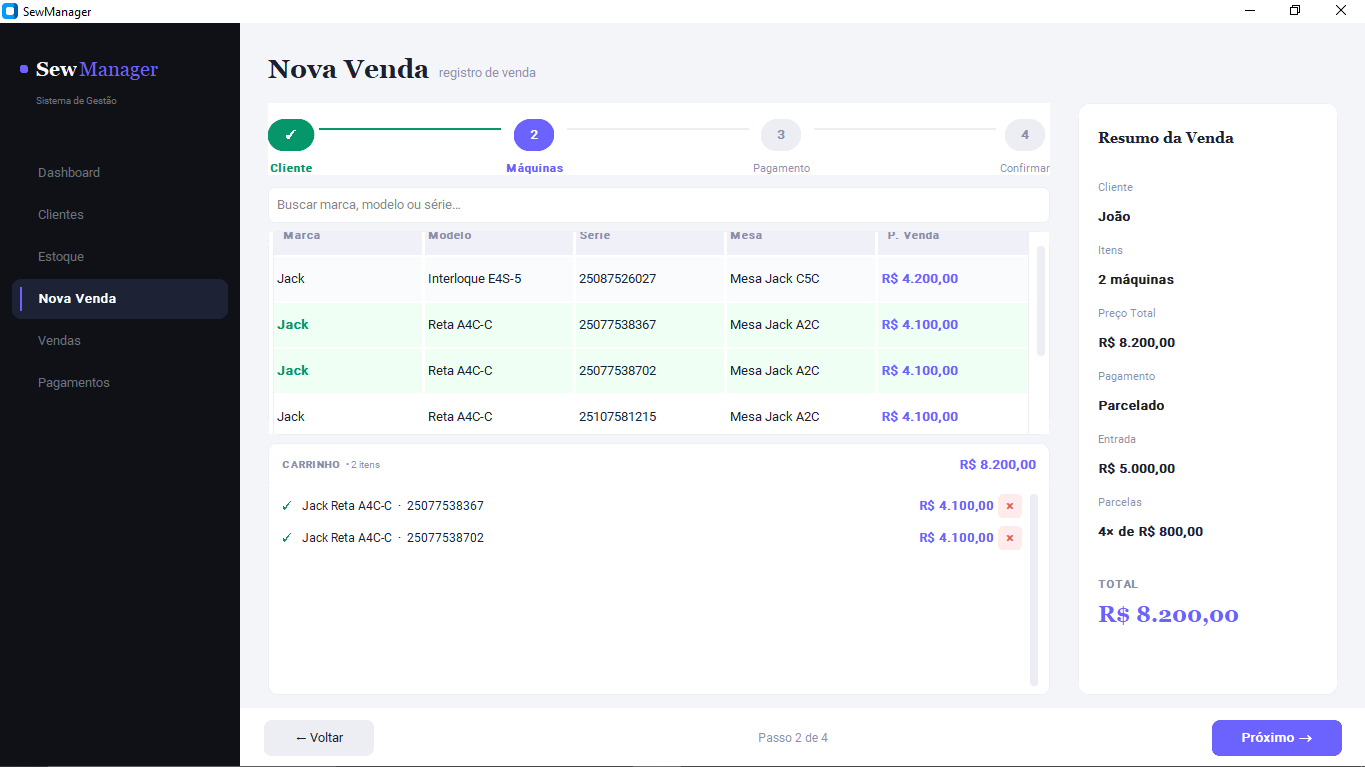 SewManager
SewManager
Sistema de Gestão
Dashboard
Clientes
Estoque
Nova Venda
Vendas
Pagamentos
Nova Venda registro de venda
✓ 2 3 4
Cliente Máquinas Pagamento Confirmar
Buscar marca, modelo ou série...
Marca Modelo Série Mesa P. Venda
Jack Interloque E4S-5 25087526027 Mesa Jack C5C R$ 4.200,00
Jack Reta A4C-C 25077538367 Mesa Jack A2C R$ 4.100,00
Jack Reta A4C-C 25077538702 Mesa Jack A2C R$ 4.100,00
Jack Reta A4C-C 25107581215 Mesa Jack A2C R$ 4.100,00
CARRINHO • 2 itens R$ 8.200,00
✓ Jack Reta A4C-C · 25077538367 R$ 4.100,00 ×
✓ Jack Reta A4C-C · 25077538702 R$ 4.100,00 ×
Resumo da Venda
Cliente
João
Itens
2 máquinas
Preço Total
R$ 8.200,00
Pagamento
Parcelado
Entrada
R$ 5.000,00
Parcelas
4× de R$ 800,00
TOTAL
R$ 8.200,00
← Voltar Passo 2 de 4 Próximo →